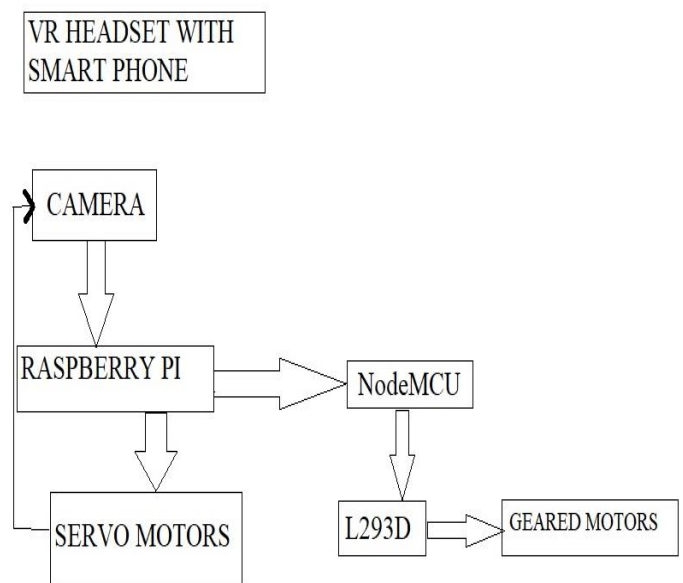 VR HEADSET WITH
SMART PHONE
CAMERA
RASPBERRY PI
NodeMCU
SERVO MOTORS
L293D
GEARED MOTORS